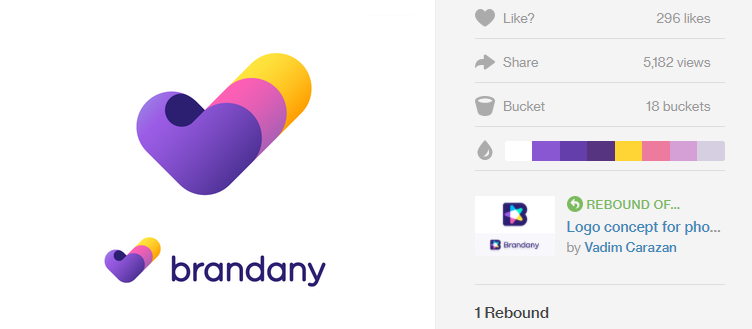 brandany
Like?
296 likes
Share
5,182 views
Bucket
18 buckets
REBOUND OF...
Logo concept for pho...
by Vadim Carazan
Brandany
1 Rebound